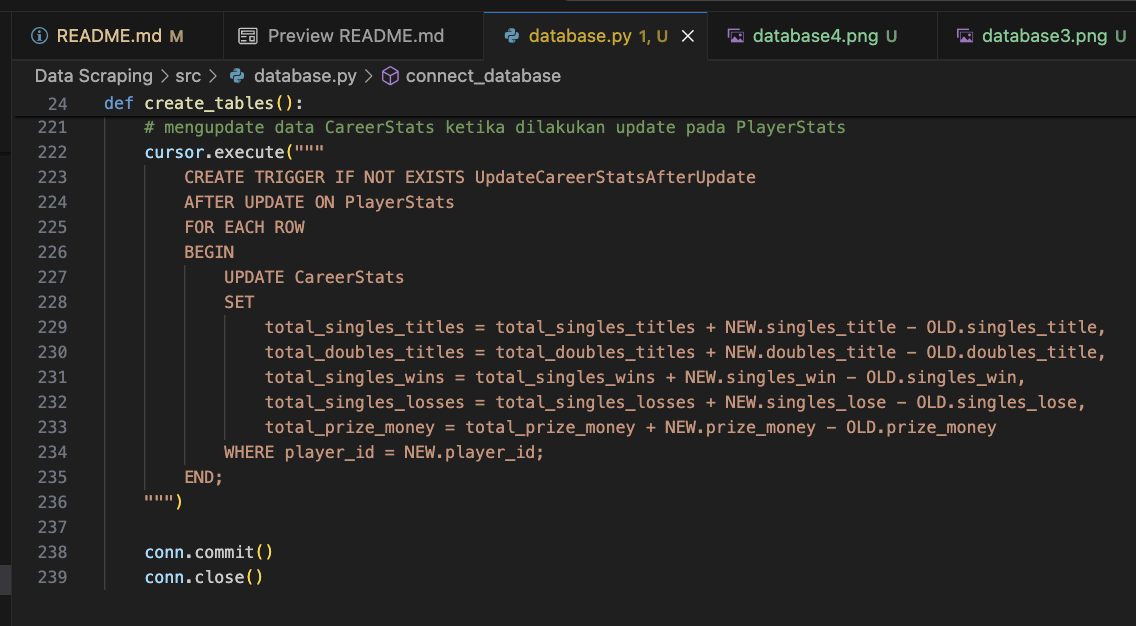 README.md M Preview README.md database.py 1, U database4.png U database3.png U
Data Scraping > src > database.py > connect_database
24 def create_tables():
221 # mengupdate data CareerStats ketika dilakukan update pada PlayerStats
222 cursor.execute("""
223 CREATE TRIGGER IF NOT EXISTS UpdateCareerStatsAfterUpdate
224 AFTER UPDATE ON PlayerStats
225 FOR EACH ROW
226 BEGIN
227 UPDATE CareerStats
228 SET
229 total_singles_titles = total_singles_titles + NEW.singles_title - OLD.singles_title,
230 total_doubles_titles = total_doubles_titles + NEW.doubles_title - OLD.doubles_title,
231 total_singles_wins = total_singles_wins + NEW.singles_win - OLD.singles_win,
232 total_singles_losses = total_singles_losses + NEW.singles_lose - OLD.singles_lose,
233 total_prize_money = total_prize_money + NEW.prize_money - OLD.prize_money
234 WHERE player_id = NEW.player_id;
235 END;
236 """)
237
238 conn.commit()
239 conn.close()